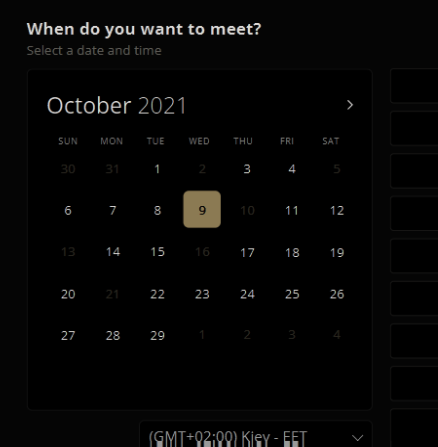 When do you want to meet?
Select a date and time
October 2021
SUN MON TUE WED THU FRI SAT
30 31 1 2 3 4 5
6 7 8 9 10 11 12
13 14 15 16 17 18 19
20 21 22 23 24 25 26
27 28 29 1 2 3 4
(GMT+02:00) Kiev - EET